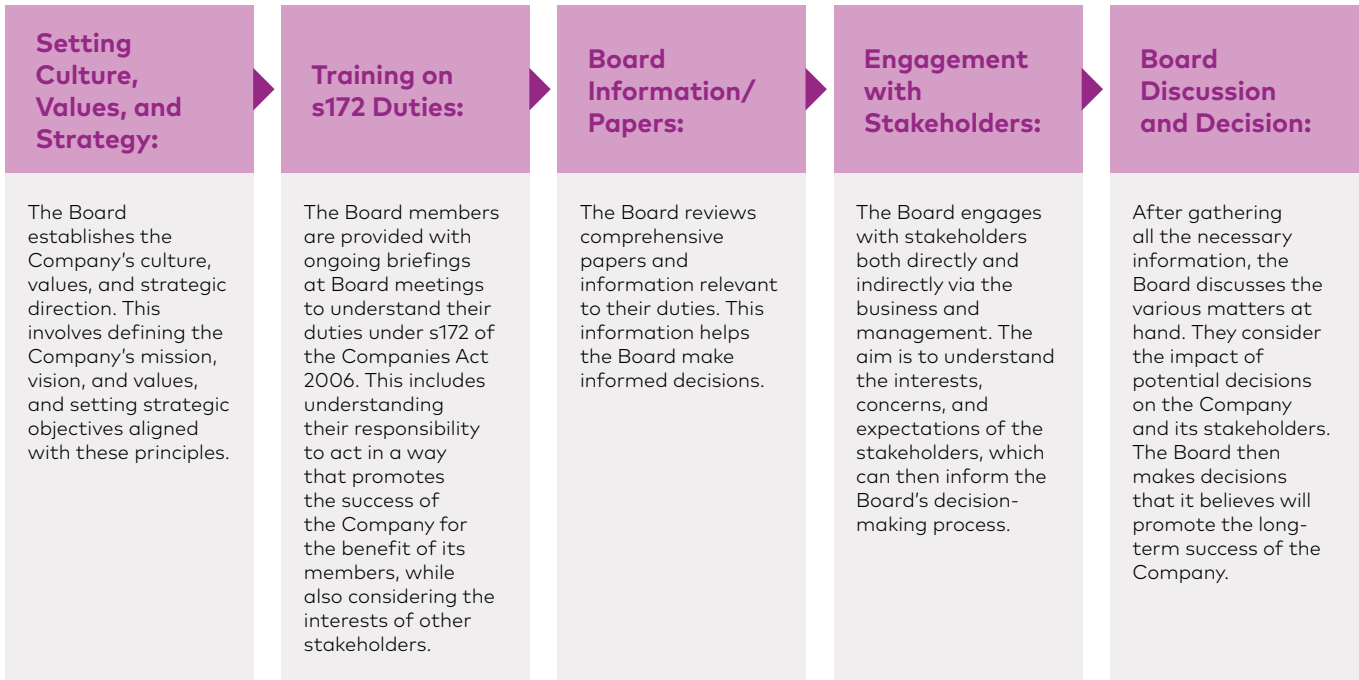 Setting
Culture,
Values, and
Strategy:
The Board
establishes the
Company's culture,
values, and strategic
direction. This
involves defining the
Company's mission,
vision, and values,
and setting strategic
objectives aligned
with these principles.
Training on
s172 Duties:
The Board members
are provided with
ongoing briefings
at Board meetings
to understand their
duties under s172 of
the Companies Act
2006. This includes
understanding
their responsibility
to act in a way
that promotes
the success of
the Company for
the benefit of its
members, while
also considering the
interests of other
stakeholders.
Board
Information/
Papers:
The Board reviews
comprehensive
papers and
information relevant
to their duties. This
information helps
the Board make
informed decisions.
Engagement
with
Stakeholders:
The Board engages
with stakeholders
both directly and
indirectly via the
business and
management. The
aim is to understand
the interests,
concerns, and
expectations of the
stakeholders, which
can then inform the
Board's decision-
making process.
Board
Discussion
and Decision:
After gathering
all the necessary
information, the
Board discusses the
various matters at
hand. They consider
the impact of
potential decisions
on the Company
and its stakeholders.
The Board then
makes decisions
that it believes will
promote the long-
term success of the
Company.